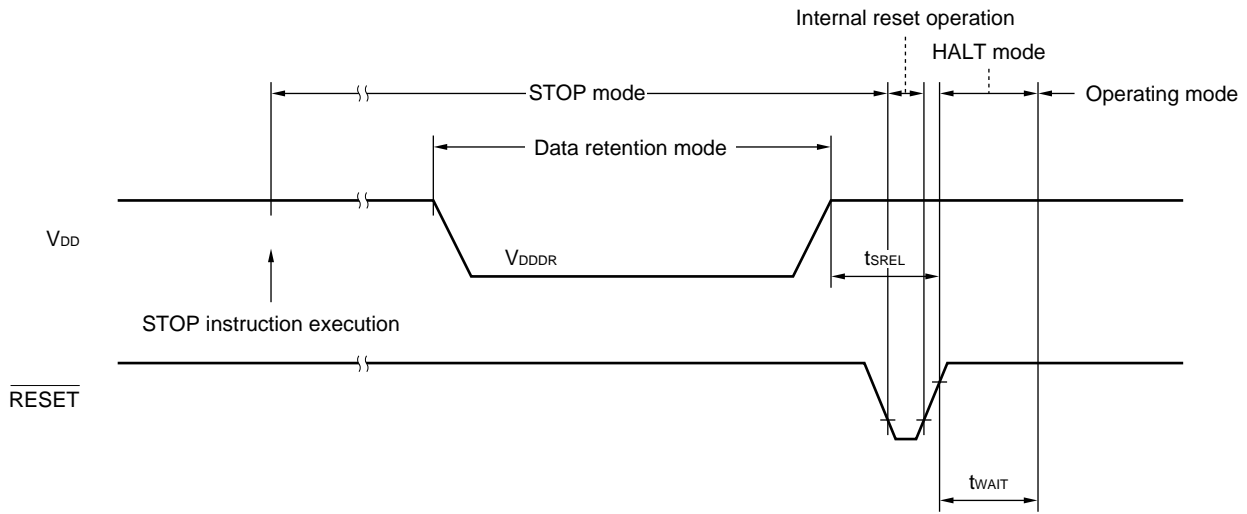 Internal reset operation
HALT mode
STOP mode
Operating mode
Data retention mode
VDD
VDDDR
tSREL
STOP instruction execution
RESET
tWAIT